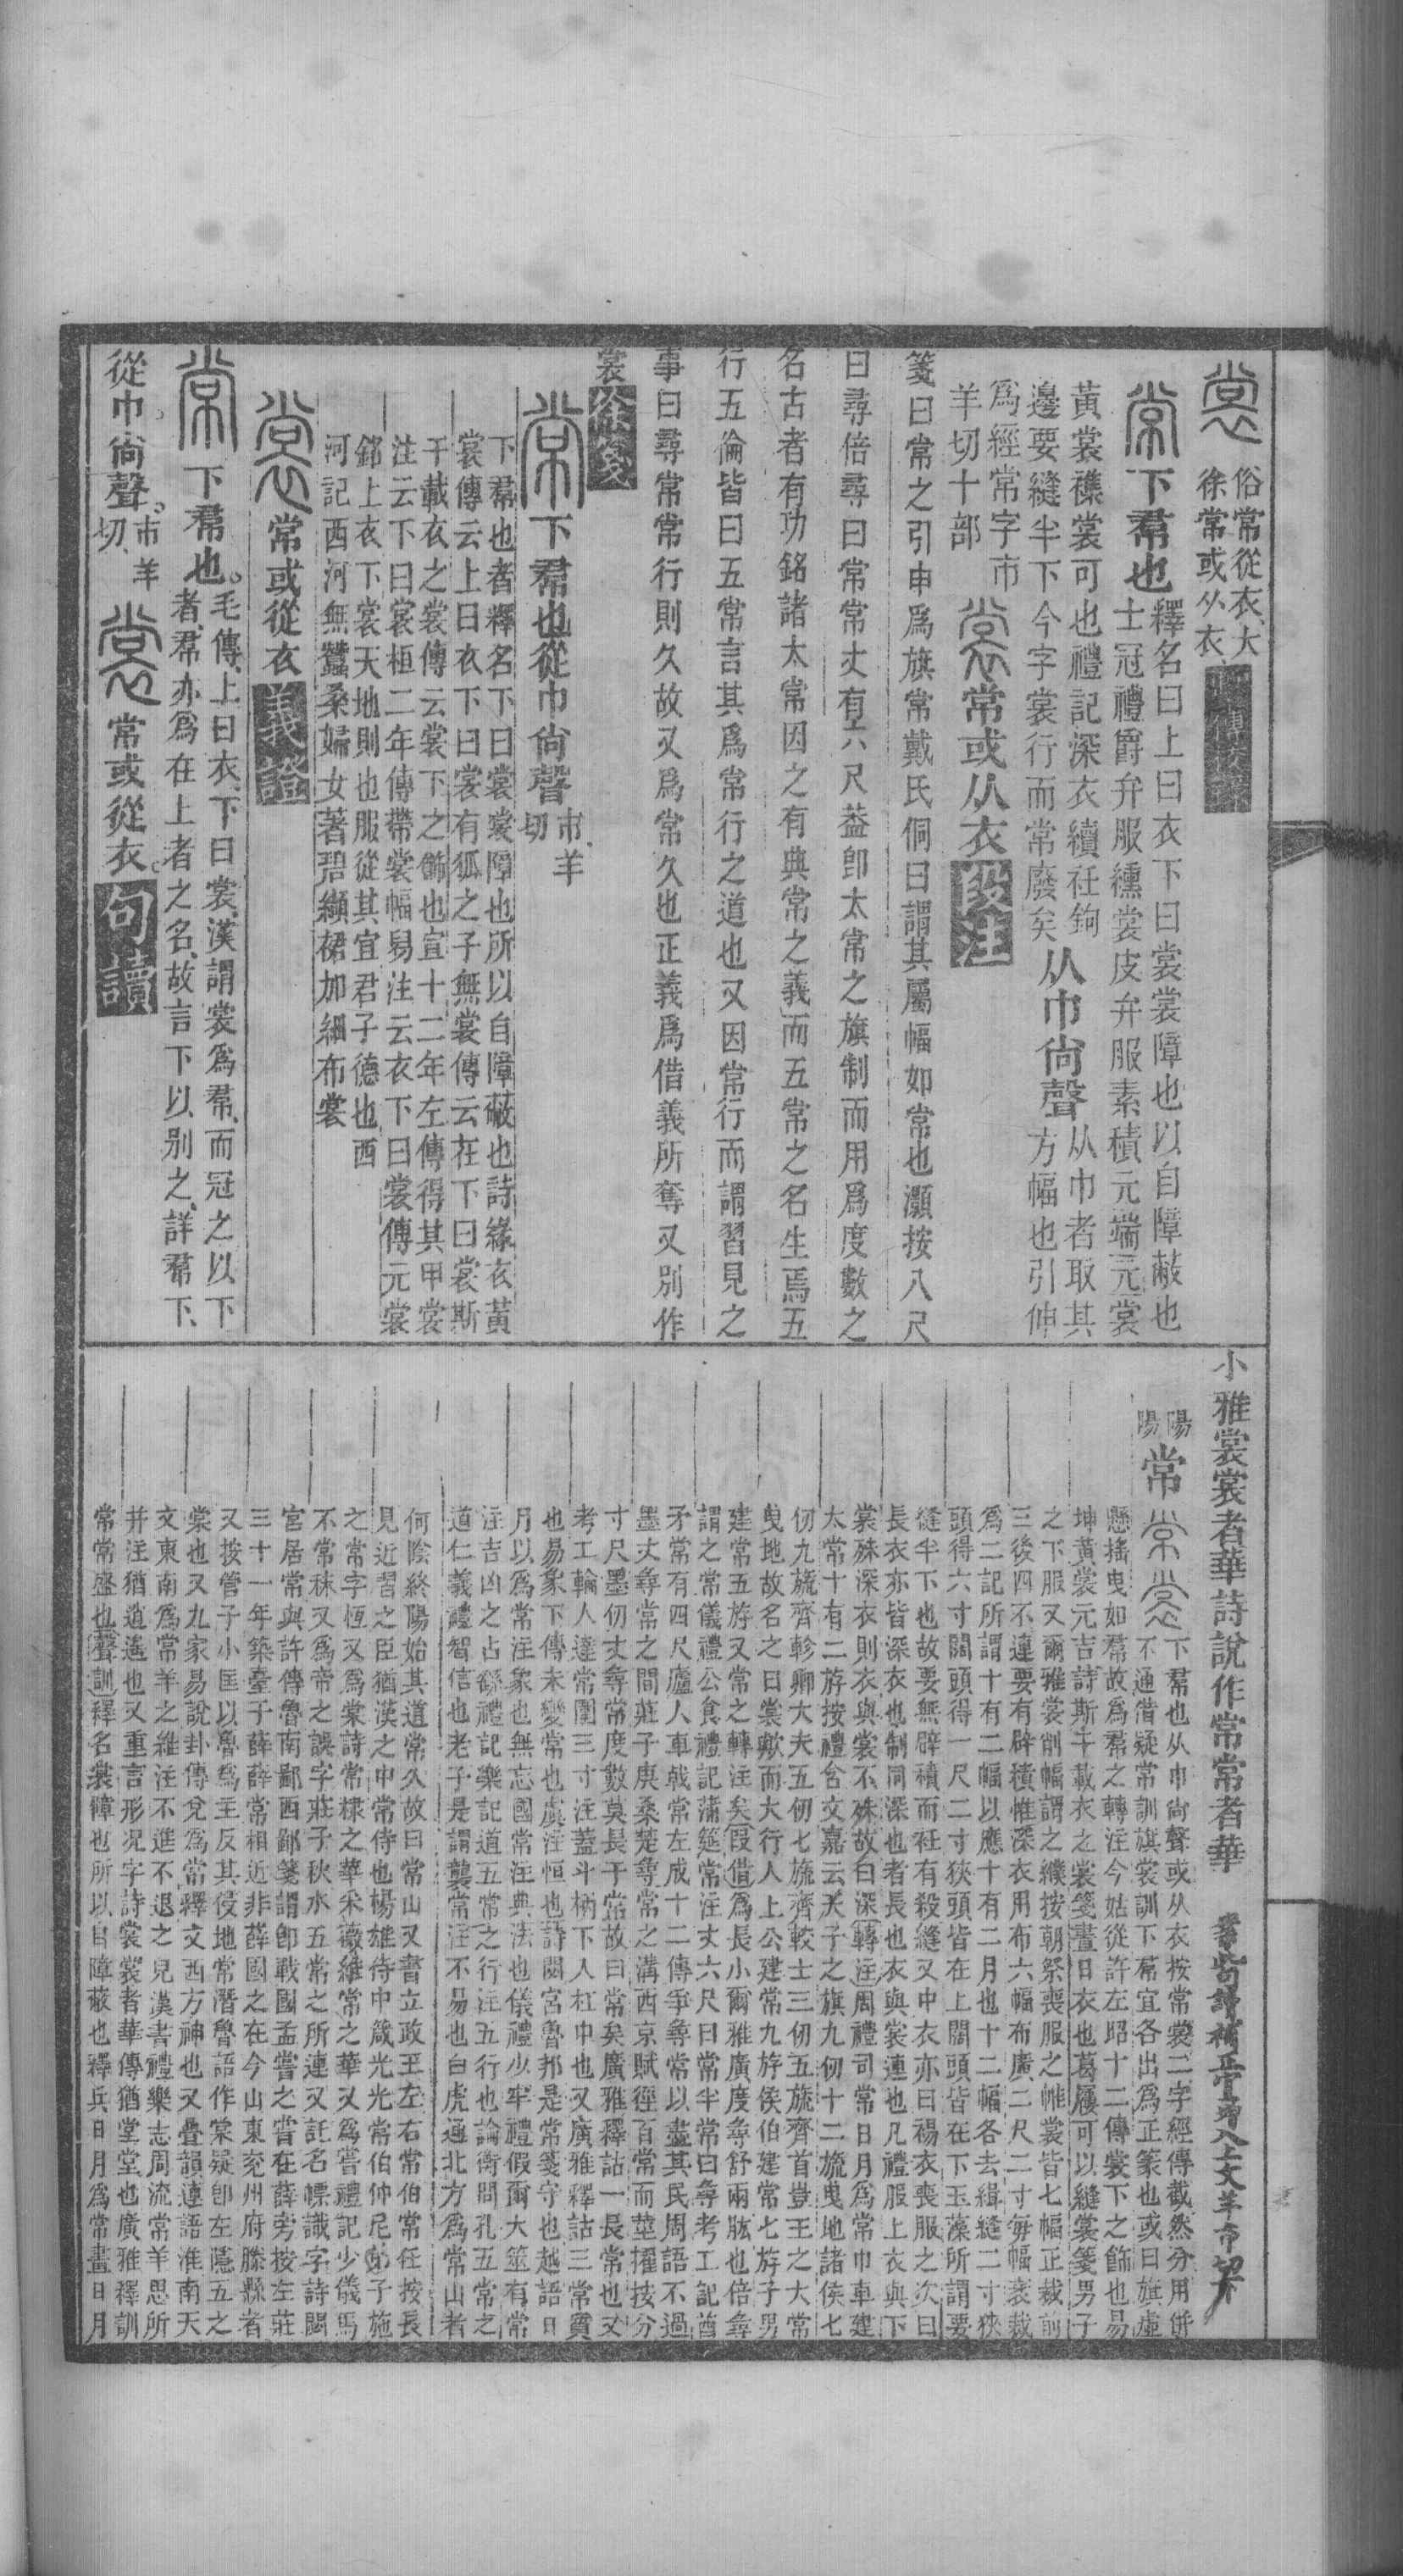 裳俗常從衣、大
徐常或从衣、
常下帬也釋名曰上曰衣下曰裳裳障也以自障蔽也
士冠禮爵弁服纁裳皮弁服素積元端元裳
黃裳襍裳可也禮記深衣續衽鉤
邊要縫半下今字裳行而常廢矣
从巾尙聲从巾者取其
方幅也引伸
爲經常字市
羊切十部
裳常或从衣段注
箋曰常之引申爲旗常戴氏侗曰謂其屬幅如常也灝按八尺
曰尋倍尋曰常常丈有六尺葢卽太常之旗制而用爲度數之
名古者有功銘諸太常因之有典常之義而五常之名生焉五
行五倫皆曰五常言其爲常行之道也又因常行而謂習見之
事曰尋常常行則久故又爲常久也正義爲借義所奪又別作
裳
常下帬也從巾尙聲市羊
切
下帬也者釋名下曰裳裳障也所以自障蔽也詩綠衣黃
裳傳云上曰衣下曰裳有狐之子無裳傳云在下曰裳斯
干載衣之裳傳云裳下之飾也宣十二年左傳得其甲裳
注云下曰裳桓二年傳帶裳幅舄注云衣下曰裳傳元裳
銘上衣下裳天地則也服從其宜君子德也西
河記西河無蠶桑婦女著碧纈裙加細布裳
裳常或從衣義證
常下帬也。毛傳、上曰衣、下曰裳、漢謂裳爲帬、而冠之以下
者、帬亦爲在上者之名、故言下以別之、詳帬下、
從巾尙聲。市羊
切、
裳常或從衣。句讀
小雅裳裳者華詩說作常常者華
陽
陽
常常裳下帬也从巾尙聲或从衣按常裳二字經傳截然分用併
不通借疑常訓旗裳訓下帬宜各出爲正篆也或曰旗虛
懸搖曳如帬故爲帬之轉注今姑從許左昭十二傳裳下之飾也易
坤黃裳元吉詩斯干載衣之裳箋晝日衣也葛屨可以縫裳箋男子
之下服又爾雅裳削幅謂之纀按朝祭喪服之帷裳皆七幅正裁前
三後四不連要有辟積惟深衣用布六幅布廣二尺二寸每幅衺裁
爲二記所謂十有二幅以應十有二月也十二幅各去緝縫二寸狹
頭得六寸闊頭得一尺二寸狹頭皆在上闊頭皆在下玉藻所謂要
縫半下也故要無辟積而衽有殺縫又中衣亦曰裼衣喪服之次曰
長衣亦皆深衣也制同深也者長也衣與裳連也凡禮服上衣與下
裳殊深衣則衣與裳不殊故曰深轉注周禮司常日月爲常巾車建
太常十有二斿按禮含文嘉云天子之旗九仞十二旒曳地諸侯七
仞九旒齊軫卿大夫五仞七旒齊較士三仞五旒齊首豈王之大常
曳地故名之曰裳歟而大行人上公建常九斿侯伯建常七斿子男
建常五斿又常之轉注矣假借爲長小爾雅廣度尋舒兩肱也倍尋
謂之常儀禮公食禮記蒲筵常注丈六尺曰常半常曰尋考工記酋
矛常有四尺廬人車戟常左成十二傳爭尋常以盡其民周語不過
墨丈尋常之間莊子庚桑楚尋常之溝西京賦徑百常而莖擢按分
寸尺墨仞丈尋常度數莫長于常故曰常矣廣雅釋詁一長常也又
考工輪人達常圍三寸注蓋斗柄下人杠中也又廣雅釋詁三常質
也易象下傳未變常也虞注恒也詩閟宮魯邦是常箋守也越語日
月以爲常注象也無忘國常注典法也儀禮少牢禮假爾大筮有常
注吉凶之占繇禮記樂記道五常之行注五行也論衡問孔五常之
道仁義禮智信也老子是謂襲常注不易也白虎通北方爲常山者
何陰終陽始其道常久故曰常山又書立政王左右常伯常任按長
見近習之臣猶漢之中常侍也楊雄侍中箴光光常伯仲尼弟子施
之常字恆又爲棠詩常棣之華采薇維常之華又爲嘗禮記少儀馬
不常秣又爲帝之誤字莊子秋水五常之所連又託名幖識字詩閟
宮居常與許傳魯南鄙西鄙箋謂卽戰國孟嘗之嘗在薛旁按左莊
三十一年築臺于薛薛常相近非薛國之在今山東兖州府滕縣者
又按管子小匡以魯爲主反其侵地常潛魯語作棠疑卽左隱五之
棠也又九家易說卦傳兌爲常釋文西方神也又疊韻連語淮南天
文東南爲常羊之維注不進不退之皃漢書禮樂志周流常羊思所
幷注猶逍遙也又重言形況字詩裳裳者華傳猶堂堂也廣雅釋訓
常常盛也聲訓釋名裳障也所以自障蔽也釋兵日月爲常畫日月